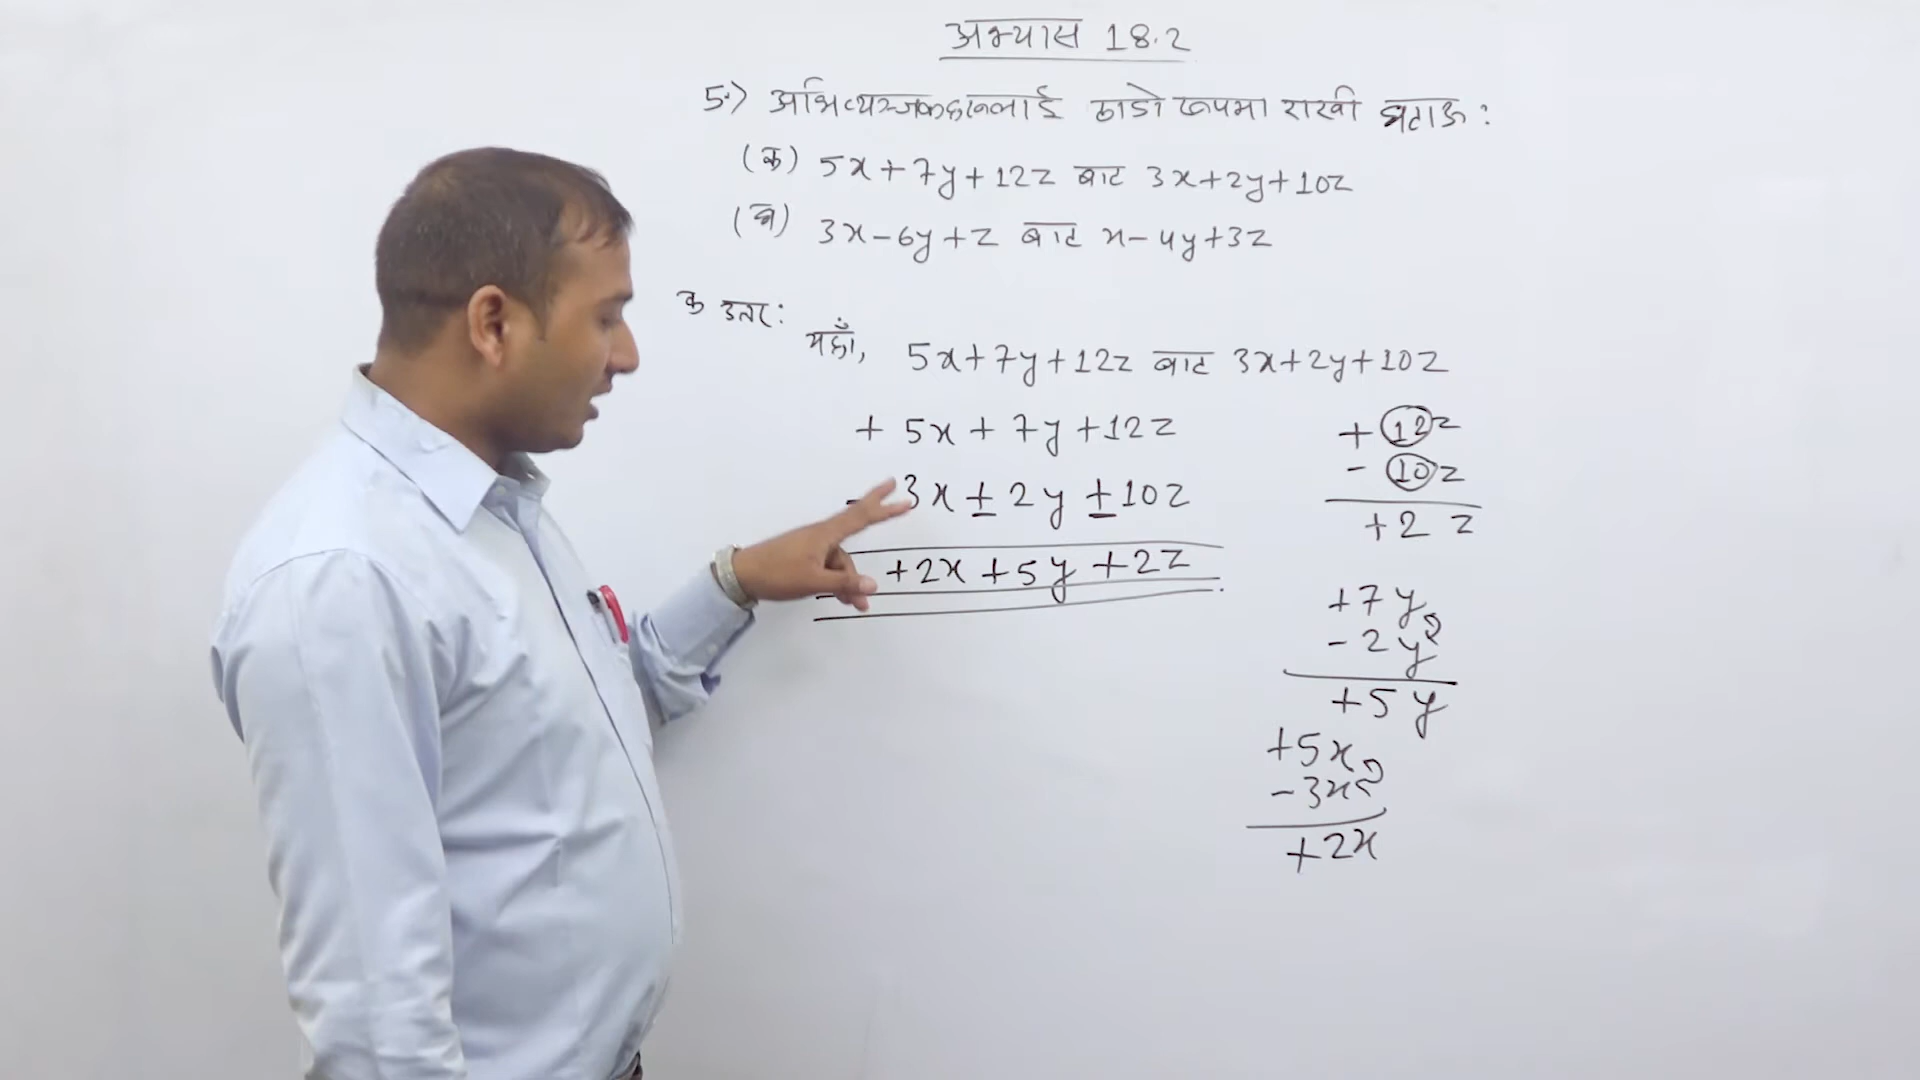 अभ्यास 18.2
5.) अभिव्यञ्जकहरूलाई ठाडो रूपमा राखी घटाऊ :
(क) 5x+7y+12z बाट 3x+2y+10z
(ख) 3x-6y+z बाट x-4y+3z
क उत्तर:
यहाँ, 5x+7y+12z बाट 3x+2y+10z
+ 5x + 7y +12z
- 3x ± 2y ±10z
+2x +5y +2z
+ 12z
- 10z
+2 z
+7y
- 2y
+5y
+5x
- 3x
+2x